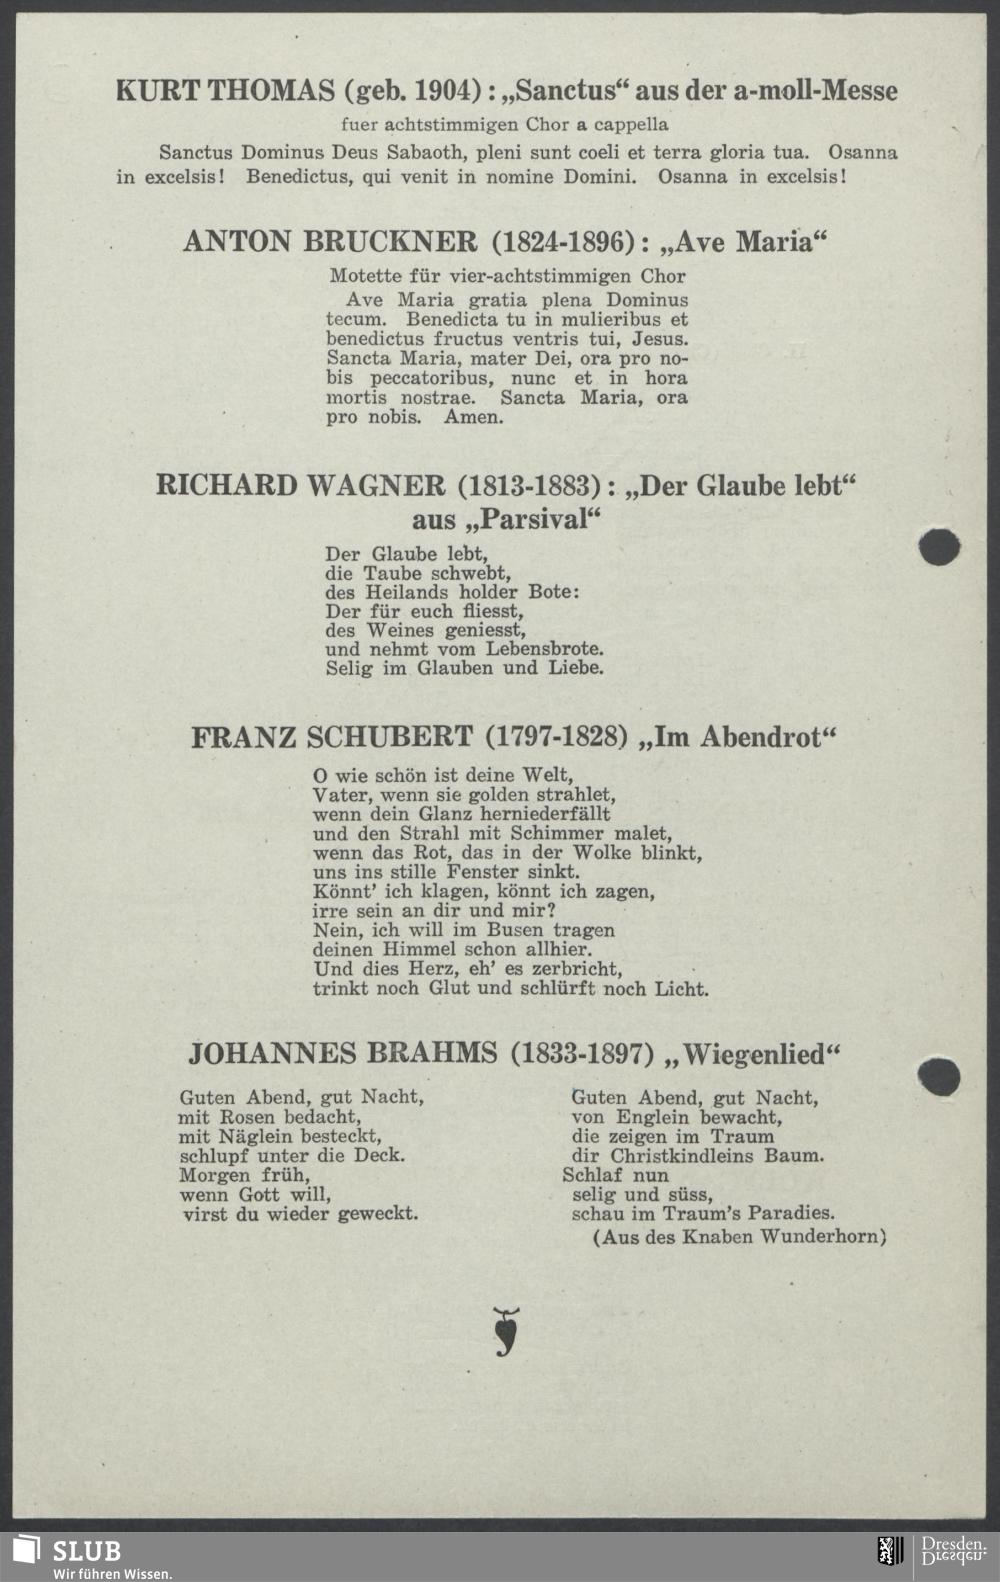 KURT THOMAS (geb. 1904) : „Sanctus“ aus der a-moll-Messe
fuer achtstimmigen Chor a cappella
Sanctus Dominus Deus Sabaoth, pleni sunt coeli et terra gloria tua. Osanna
in excelsis! Benedictus, qui venit in nomine Domini. Osanna in excelsis!
ANTON BRUCKNER (1824-1896) : „Ave Maria“
Motette für vier-achtstimmigen Chor
Ave Maria gratia plena Dominus
tecum. Benedicta tu in mulieribus et
benedictus fructus ventris tui, Jesus.
Sancta Maria, mater Dei, ora pro no-
bis peccatoribus, nunc et in hora
mortis nostrae. Sancta Maria, ora
pro nobis. Amen.
RICHARD WAGNER (1813-1883) : „Der Glaube lebt“
aus „Parsival“
Der Glaube lebt,
die Taube schwebt,
des Heilands holder Bote:
Der für euch fliesst,
des Weines geniesst,
und nehmt vom Lebensbrote.
Selig im Glauben und Liebe.
FRANZ SCHUBERT (1797-1828) „Im Abendrot“
O wie schön ist deine Welt,
Vater, wenn sie golden strahlet,
wenn dein Glanz herniederfällt
und den Strahl mit Schimmer malet,
wenn das Rot, das in der Wolke blinkt,
uns ins stille Fenster sinkt.
Könnt' ich klagen, könnt ich zagen,
irre sein an dir und mir?
Nein, ich will im Busen tragen
deinen Himmel schon allhier.
Und dies Herz, eh' es zerbricht,
trinkt noch Glut und schlürft noch Licht.
JOHANNES BRAHMS (1833-1897) „Wiegenlied“
Guten Abend, gut Nacht,
mit Rosen bedacht,
mit Näglein besteckt,
schlupf unter die Deck.
Morgen früh,
wenn Gott will,
virst du wieder geweckt.
Guten Abend, gut Nacht,
von Englein bewacht,
die zeigen im Traum
dir Christkindleins Baum.
Schlaf nun
selig und süss,
schau im Traum's Paradies.
(Aus des Knaben Wunderhorn)
SLUB
Wir führen Wissen.
Dresden.
Dresden.